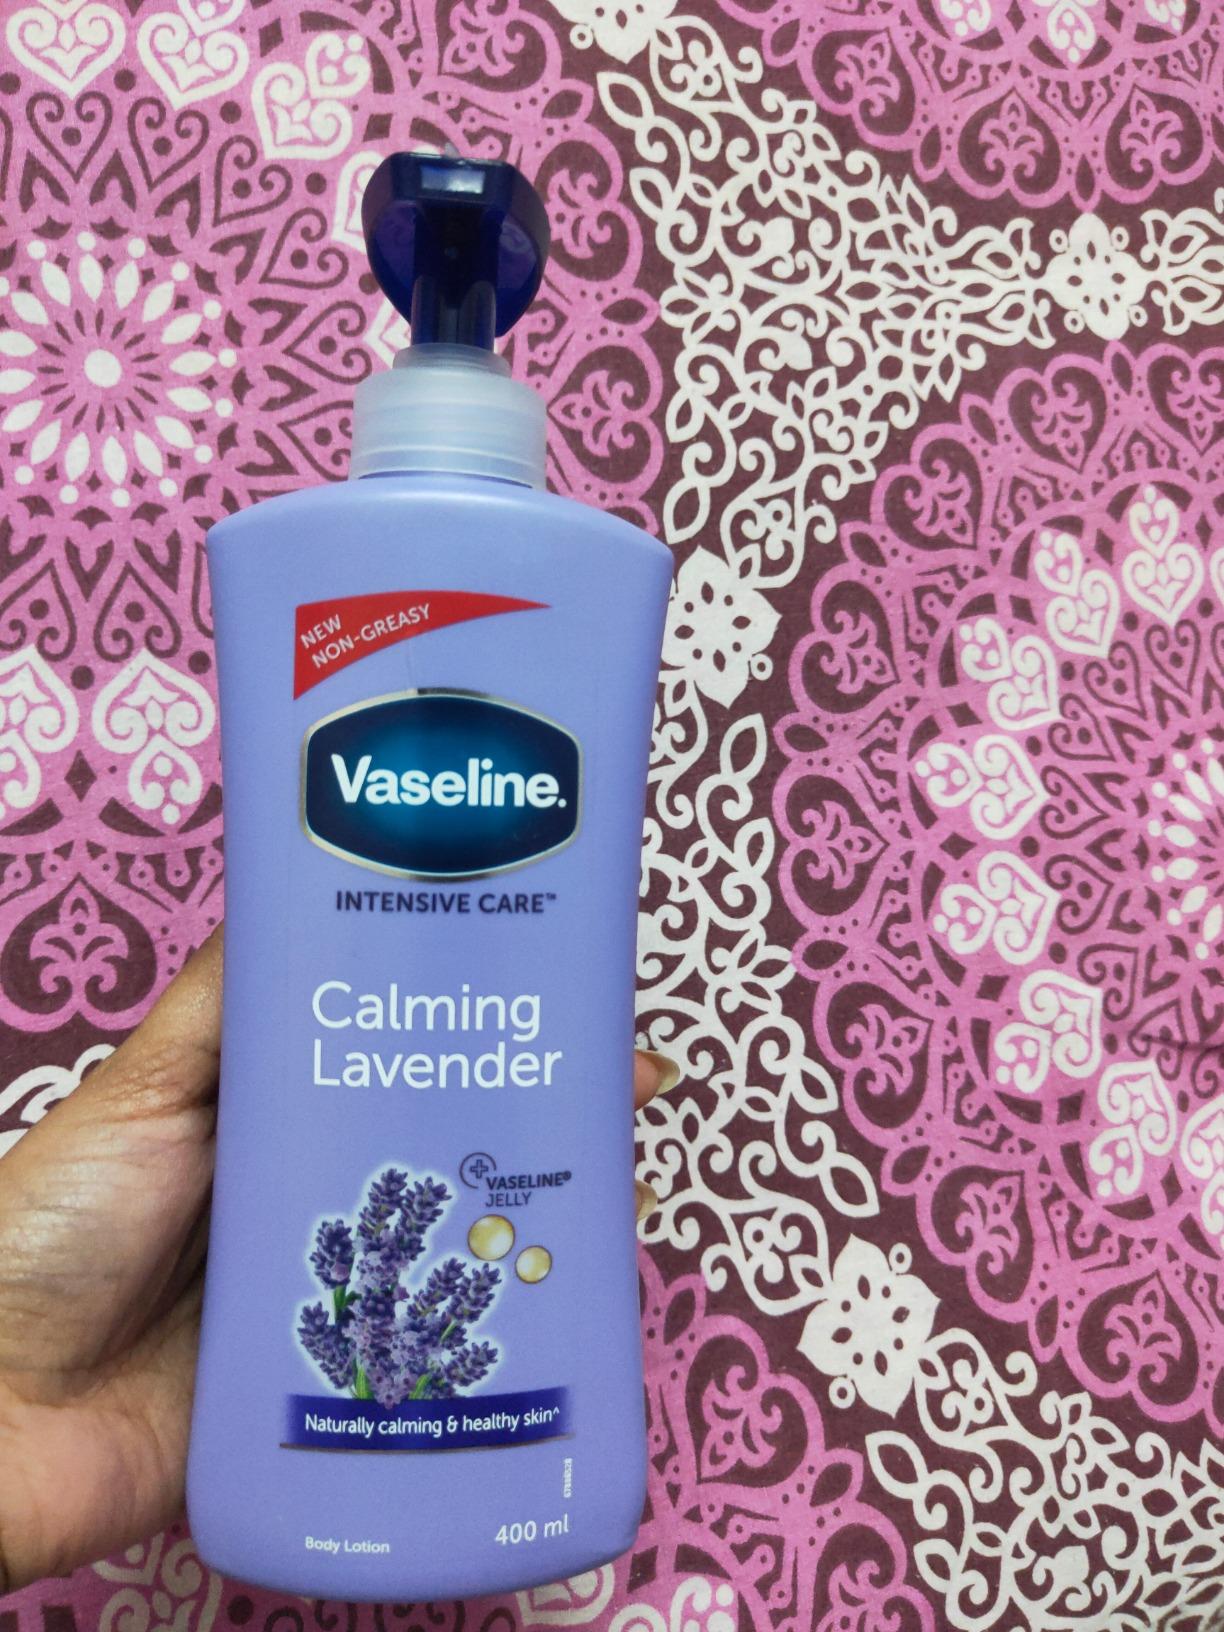 NEW
NON-GREASY
Vaseline.
INTENSIVE CARE™
Calming
Lavender
VASELINE®
JELLY
Naturally calming & healthy skin^
400 ml
Body Lotion